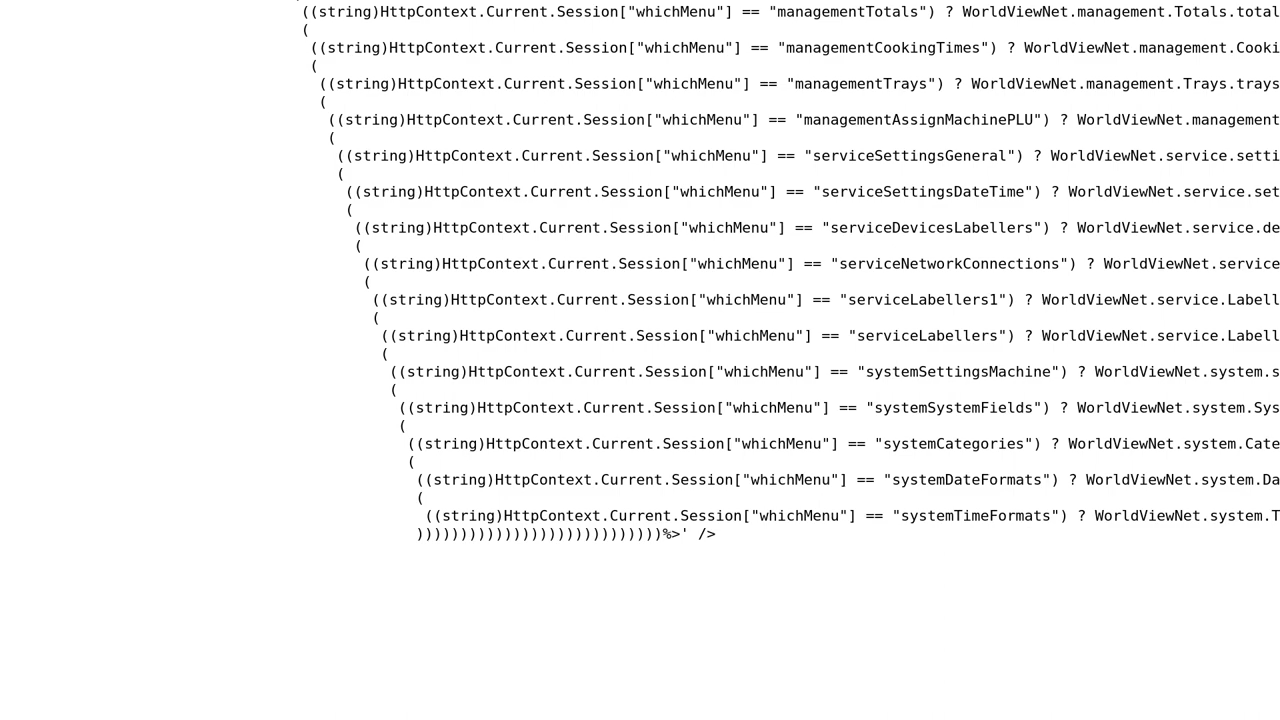 ((string)HttpContext.Current.Session["whichMenu"] == "managementTotals") ? WorldViewNet.management.Totals.total
(
((string)HttpContext.Current.Session["whichMenu"] == "managementCookingTimes") ? WorldViewNet.management.Cooki
(
((string)HttpContext.Current.Session["whichMenu"] == "managementTrays") ? WorldViewNet.management.Trays.trays
(
((string)HttpContext.Current.Session["whichMenu"] == "managementAssignMachinePLU") ? WorldViewNet.management
(
((string)HttpContext.Current.Session["whichMenu"] == "serviceSettingsGeneral") ? WorldViewNet.service.setti
(
((string)HttpContext.Current.Session["whichMenu"] == "serviceSettingsDateTime") ? WorldViewNet.service.set
(
((string)HttpContext.Current.Session["whichMenu"] == "serviceDevicesLabellers") ? WorldViewNet.service.de
(
((string)HttpContext.Current.Session["whichMenu"] == "serviceNetworkConnections") ? WorldViewNet.service
(
((string)HttpContext.Current.Session["whichMenu"] == "serviceLabellers1") ? WorldViewNet.service.Labell
(
((string)HttpContext.Current.Session["whichMenu"] == "serviceLabellers") ? WorldViewNet.service.Labell
(
((string)HttpContext.Current.Session["whichMenu"] == "systemSettingsMachine") ? WorldViewNet.system.s
(
((string)HttpContext.Current.Session["whichMenu"] == "systemSystemFields") ? WorldViewNet.system.Sys
(
((string)HttpContext.Current.Session["whichMenu"] == "systemCategories") ? WorldViewNet.system.Cate
(
((string)HttpContext.Current.Session["whichMenu"] == "systemDateFormats") ? WorldViewNet.system.Da
(
((string)HttpContext.Current.Session["whichMenu"] == "systemTimeFormats") ? WorldViewNet.system.T
))))))))))))))))))))))))))))%>' />